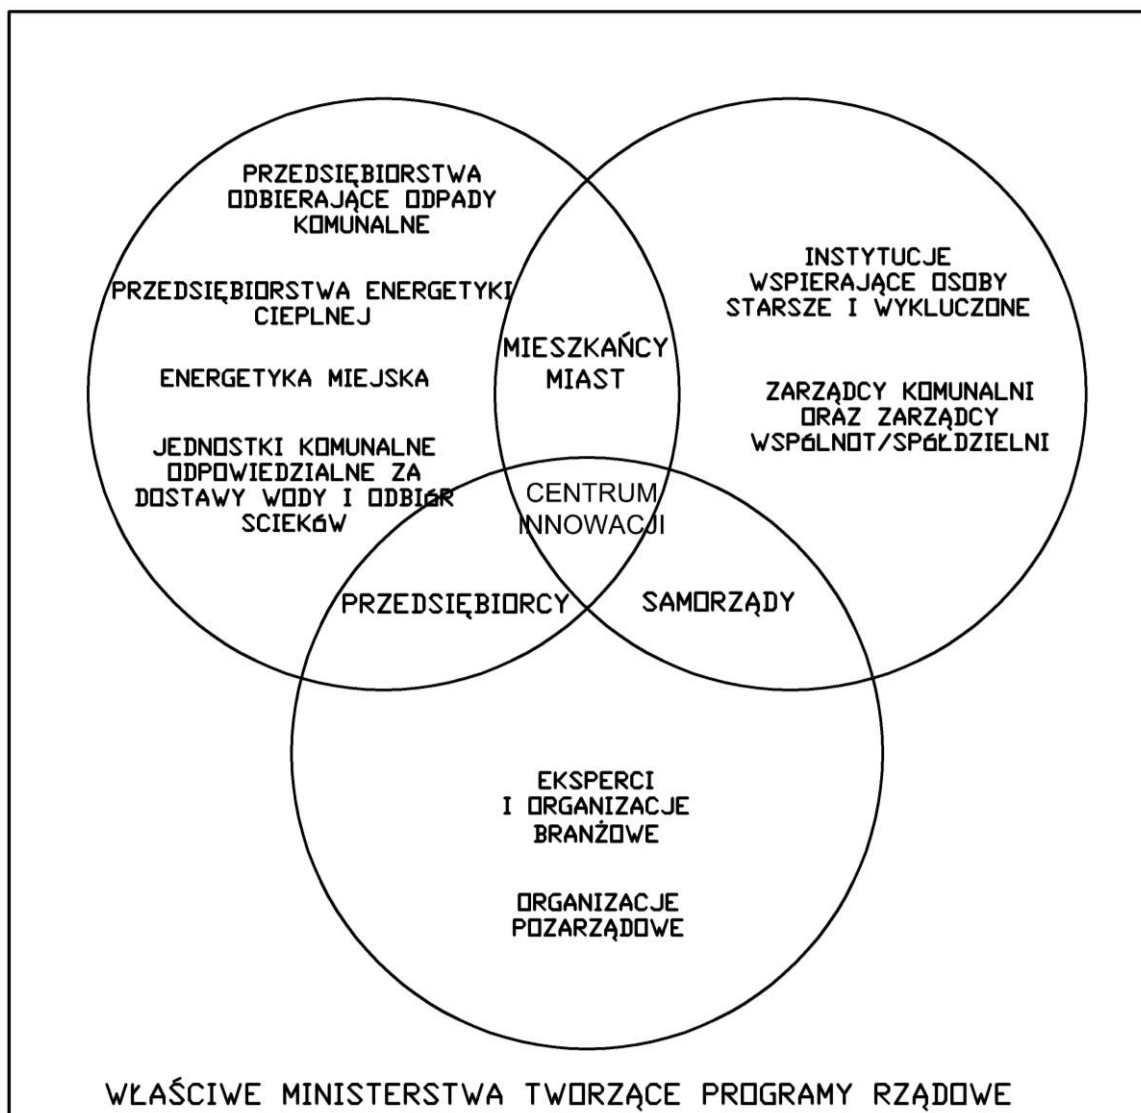 PRZEDSIĘBIORSTWA
ODBIERAJĄCE ODPADY
KOMUNALNE
PRZEDSIĘBIORSTWA ENERGETYKI
CIEPLNEJ
ENERGETYKA MIEJSKA
JEDNOSTKI KOMUNALNE
ODPOWIEDZIALNE ZA
DOSTAWY WODY I ODBIÓR
SCIEKÓW
MIESZKAŃCY
MIAST
INSTYTUCJE
WSPIERAJĄCE OSOBY
STARSZE I WYKLUCZONE
ZARZĄDCY KOMUNALNI
ORAZ ZARZĄDCY
WSPÓLNOT/SPÓŁDZIELNI
CENTRUM
INNOWACJI
PRZEDSIĘBIORCY
SAMORZĄDY
EKSPERCI
I ORGANIZACJE
BRANŻOWE
ORGANIZACJE
POZARZĄDOWE
WŁAŚCIWE MINISTERSTWA TWORZĄCE PROGRAMY RZĄDOWE